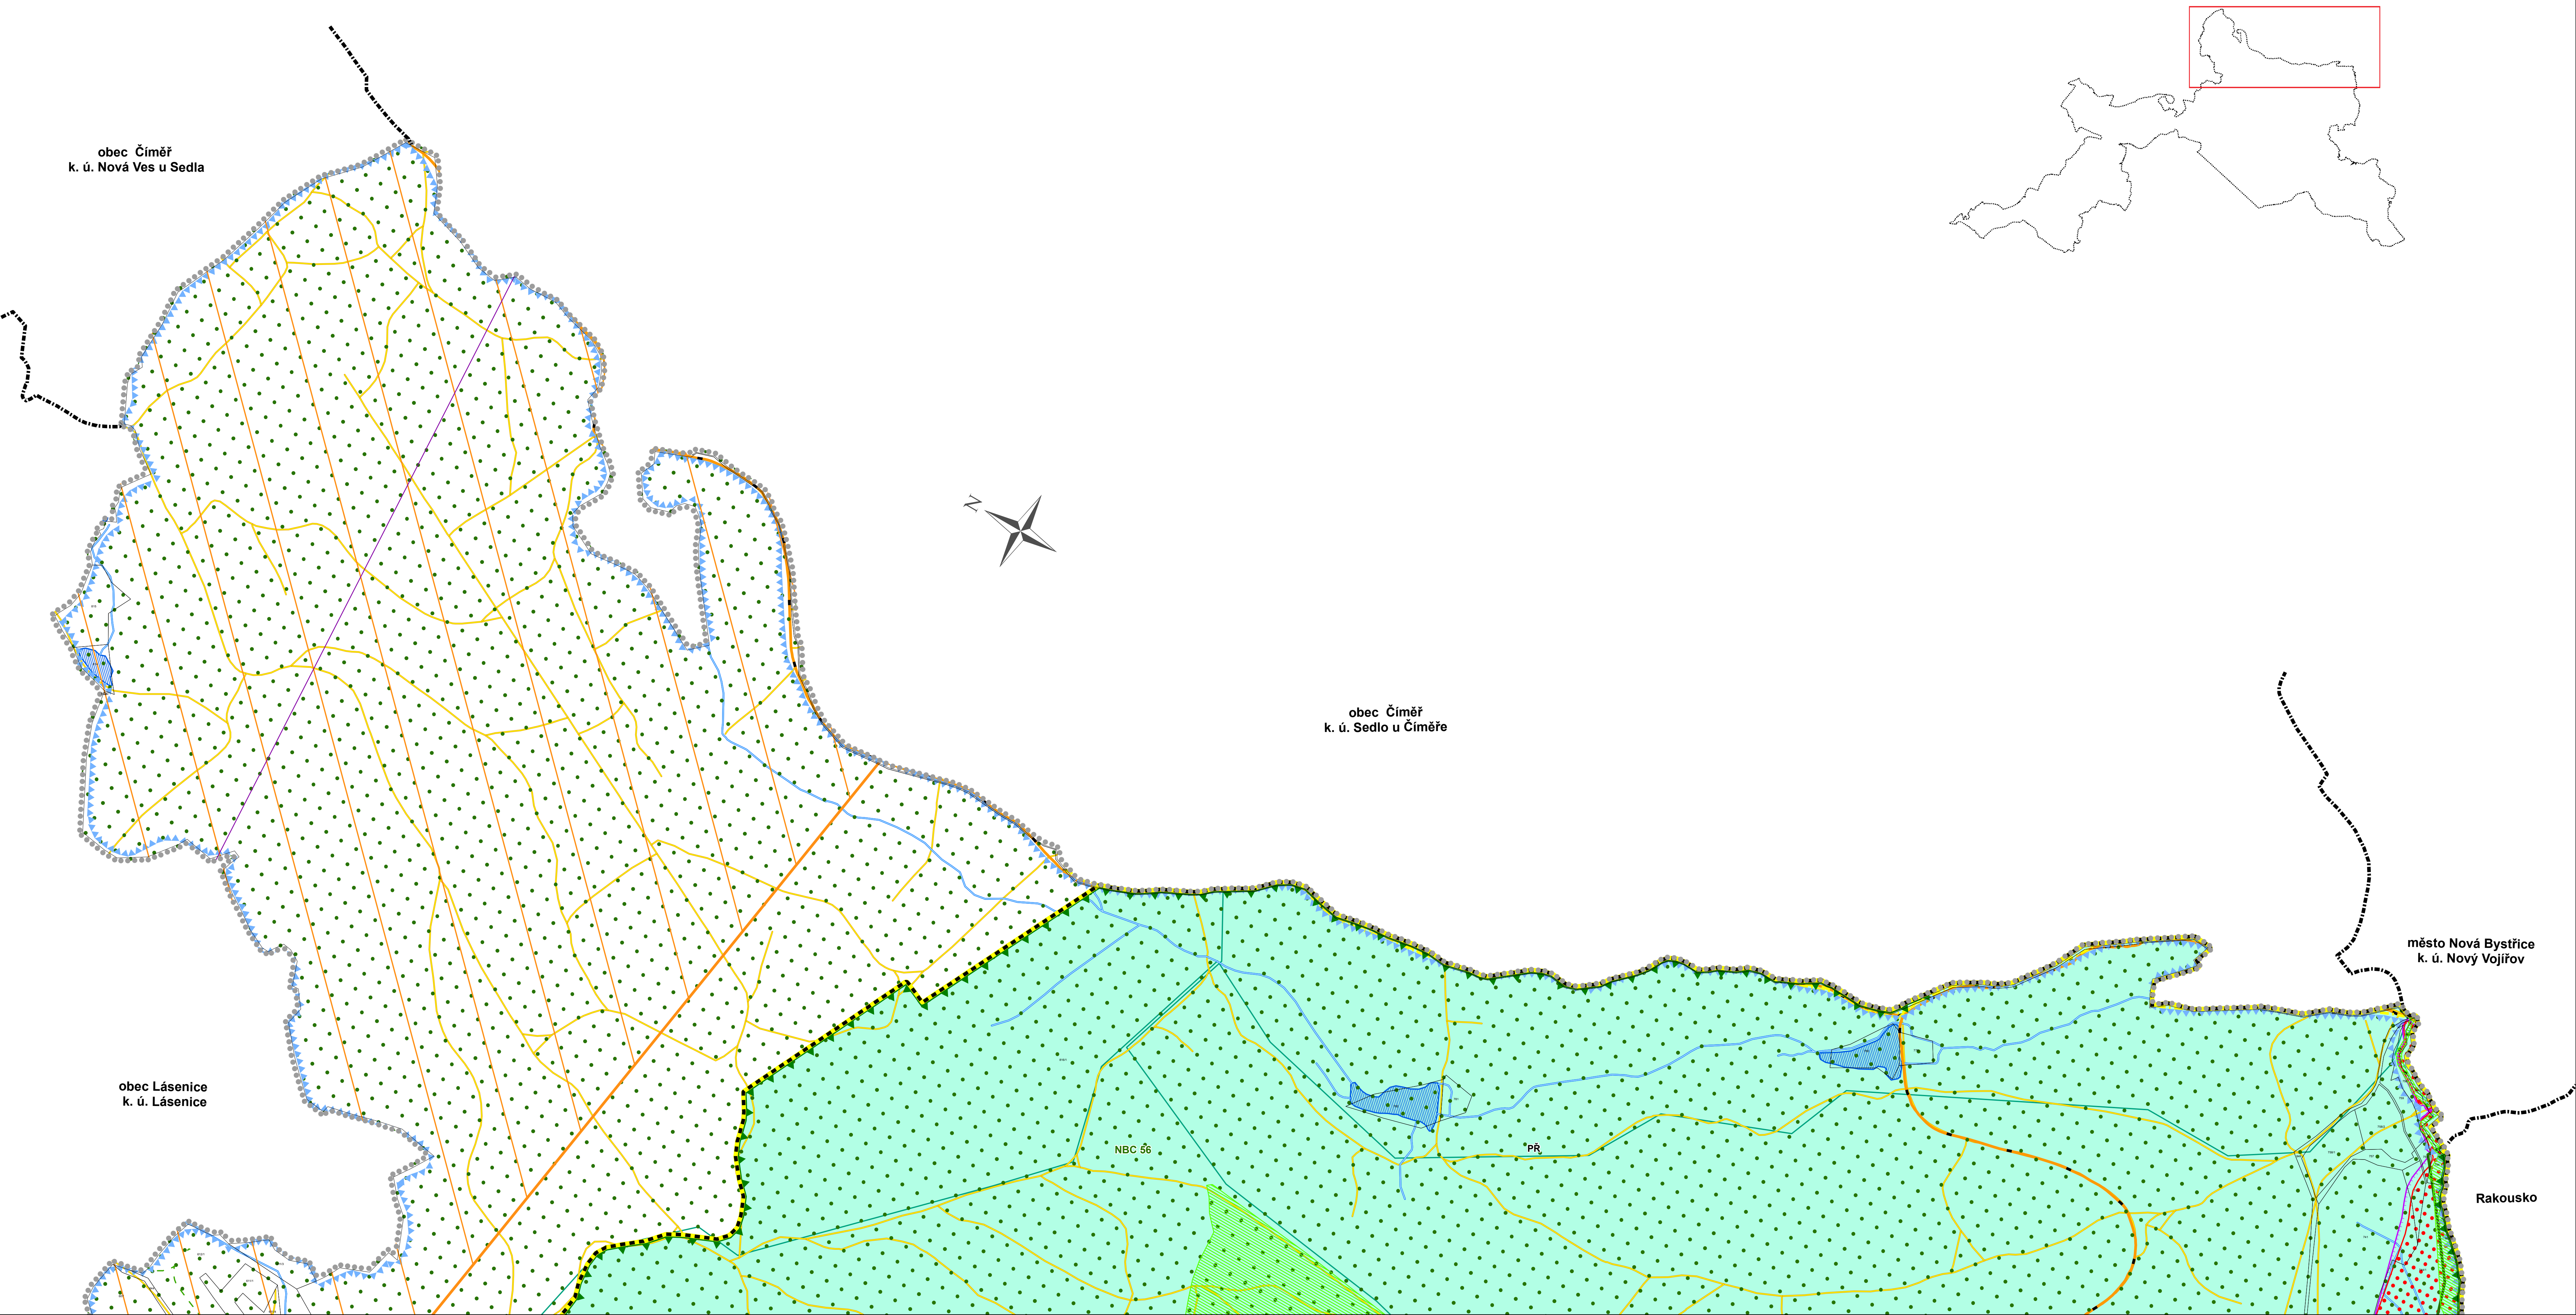 obec Číměř
k. ú. Nová Ves u Sedla
N
obec Číměř
k. ú. Sedlo u Číměře
město Nová Bystřice
k. ú. Nový Vojířov
obec Lásenice
k. ú. Lásenice
NBC 56
PŘ
Rakousko